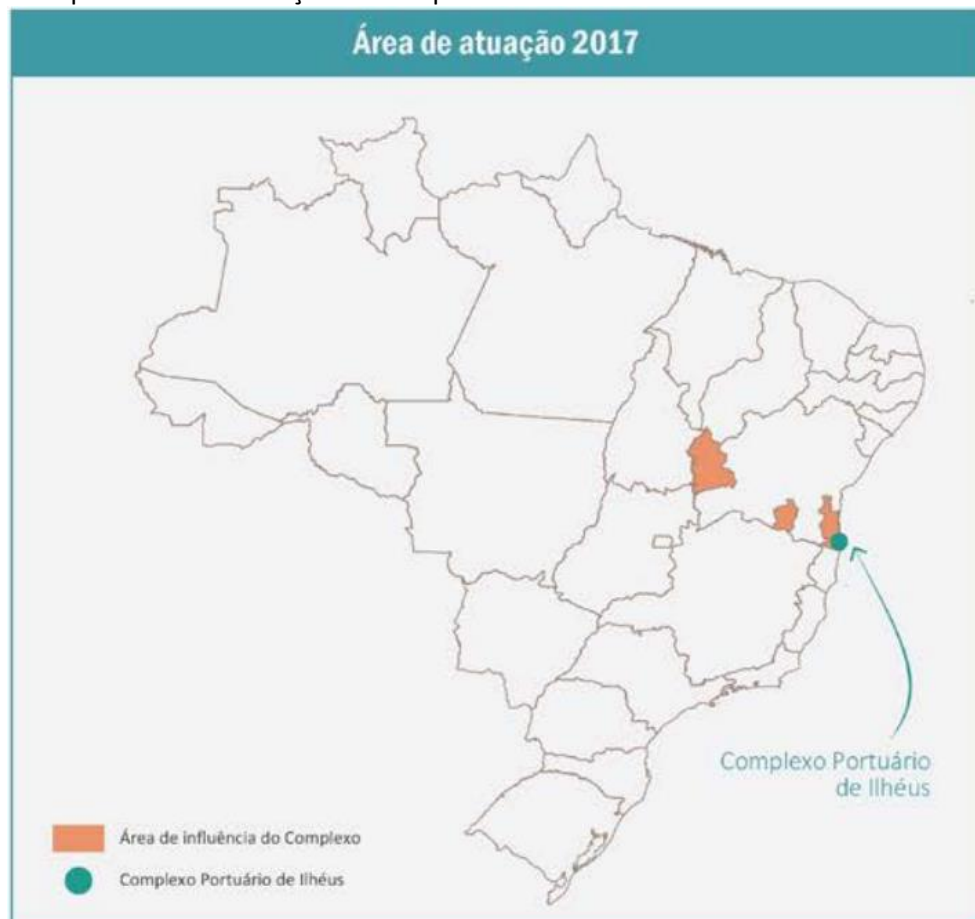 Área de atuação 2017
Complexo Portuário
de Ilhéus
Área de influência do Complexo
Complexo Portuário de Ilhéus